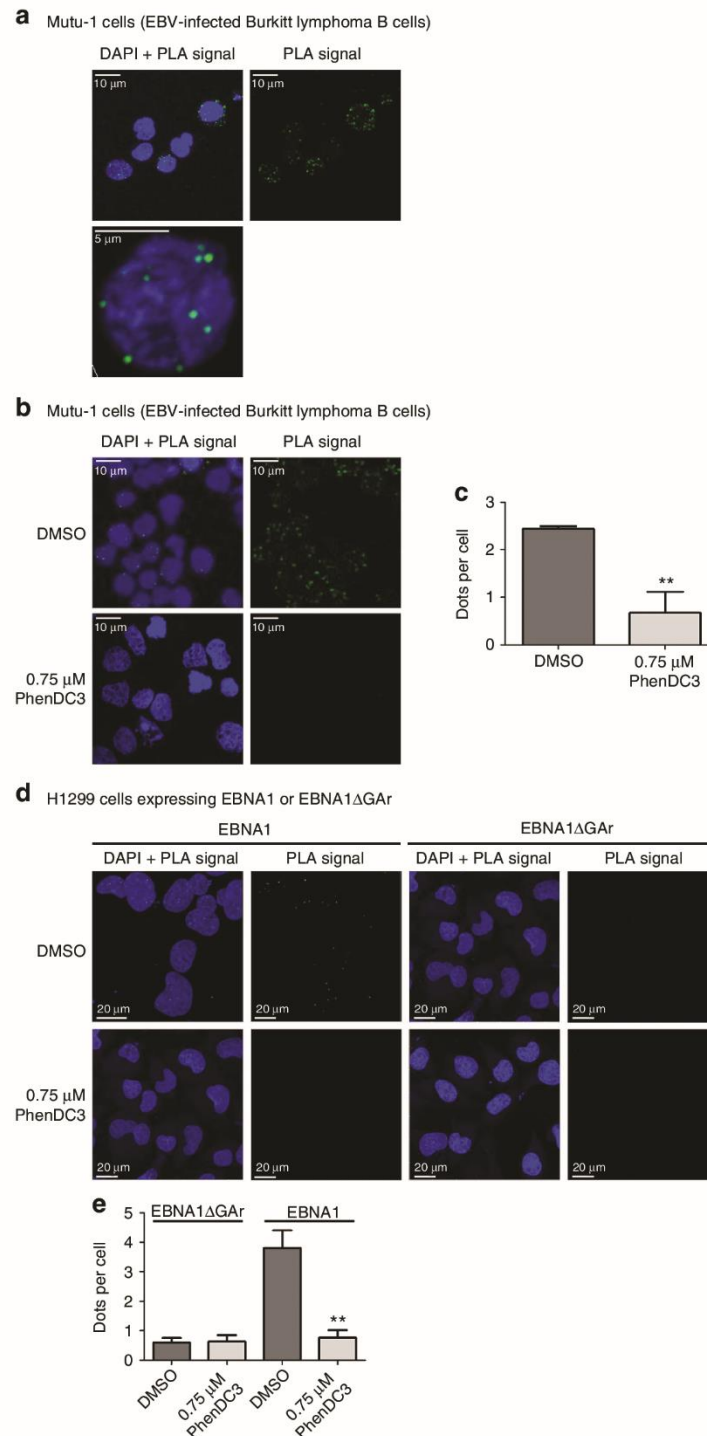 a Mutu-1 cells (EBV-infected Burkitt lymphoma B cells)
DAPI + PLA signal PLA signal
10 μm 10 μm
5 μm
b Mutu-1 cells (EBV-infected Burkitt lymphoma B cells)
DAPI + PLA signal PLA signal
10 μm 10 μm
DMSO
10 μm 10 μm
0.75 μM
PhenDC3
c
3
2
1
0
Dots per cell
**
DMSO 0.75 μM
PhenDC3
d H1299 cells expressing EBNA1 or EBNA1ΔGAr
EBNA1 EBNA1ΔGAr
DAPI + PLA signal PLA signal DAPI + PLA signal PLA signal
DMSO
20 μm 20 μm 20 μm 20 μm
0.75 μM
PhenDC3
20 μm 20 μm 20 μm 20 μm
e
EBNA1ΔGAr EBNA1
5
4
3
2
1
0
Dots per cell
**
DMSO
0.75 μM
PhenDC3
DMSO
0.75 μM
PhenDC3